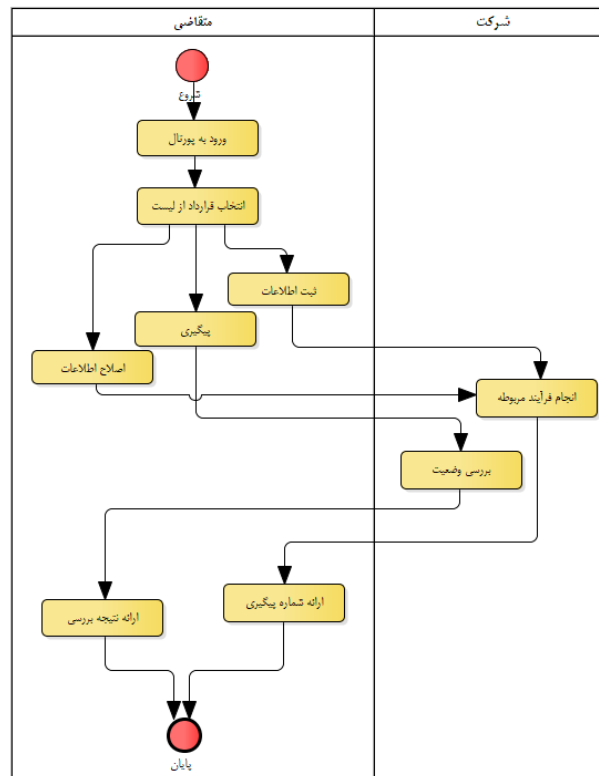 شرکت
متقاضی
شروع
ورود به پورتال
انتخاب قرارداد از لیست
ثبت اطلاعات
پیگیری
اصلاح اطلاعات
انجام فرآیند مربوطه
بررسی وضعیت
ارائه شماره پیگیری
ارائه نتیجه بررسی
پایان